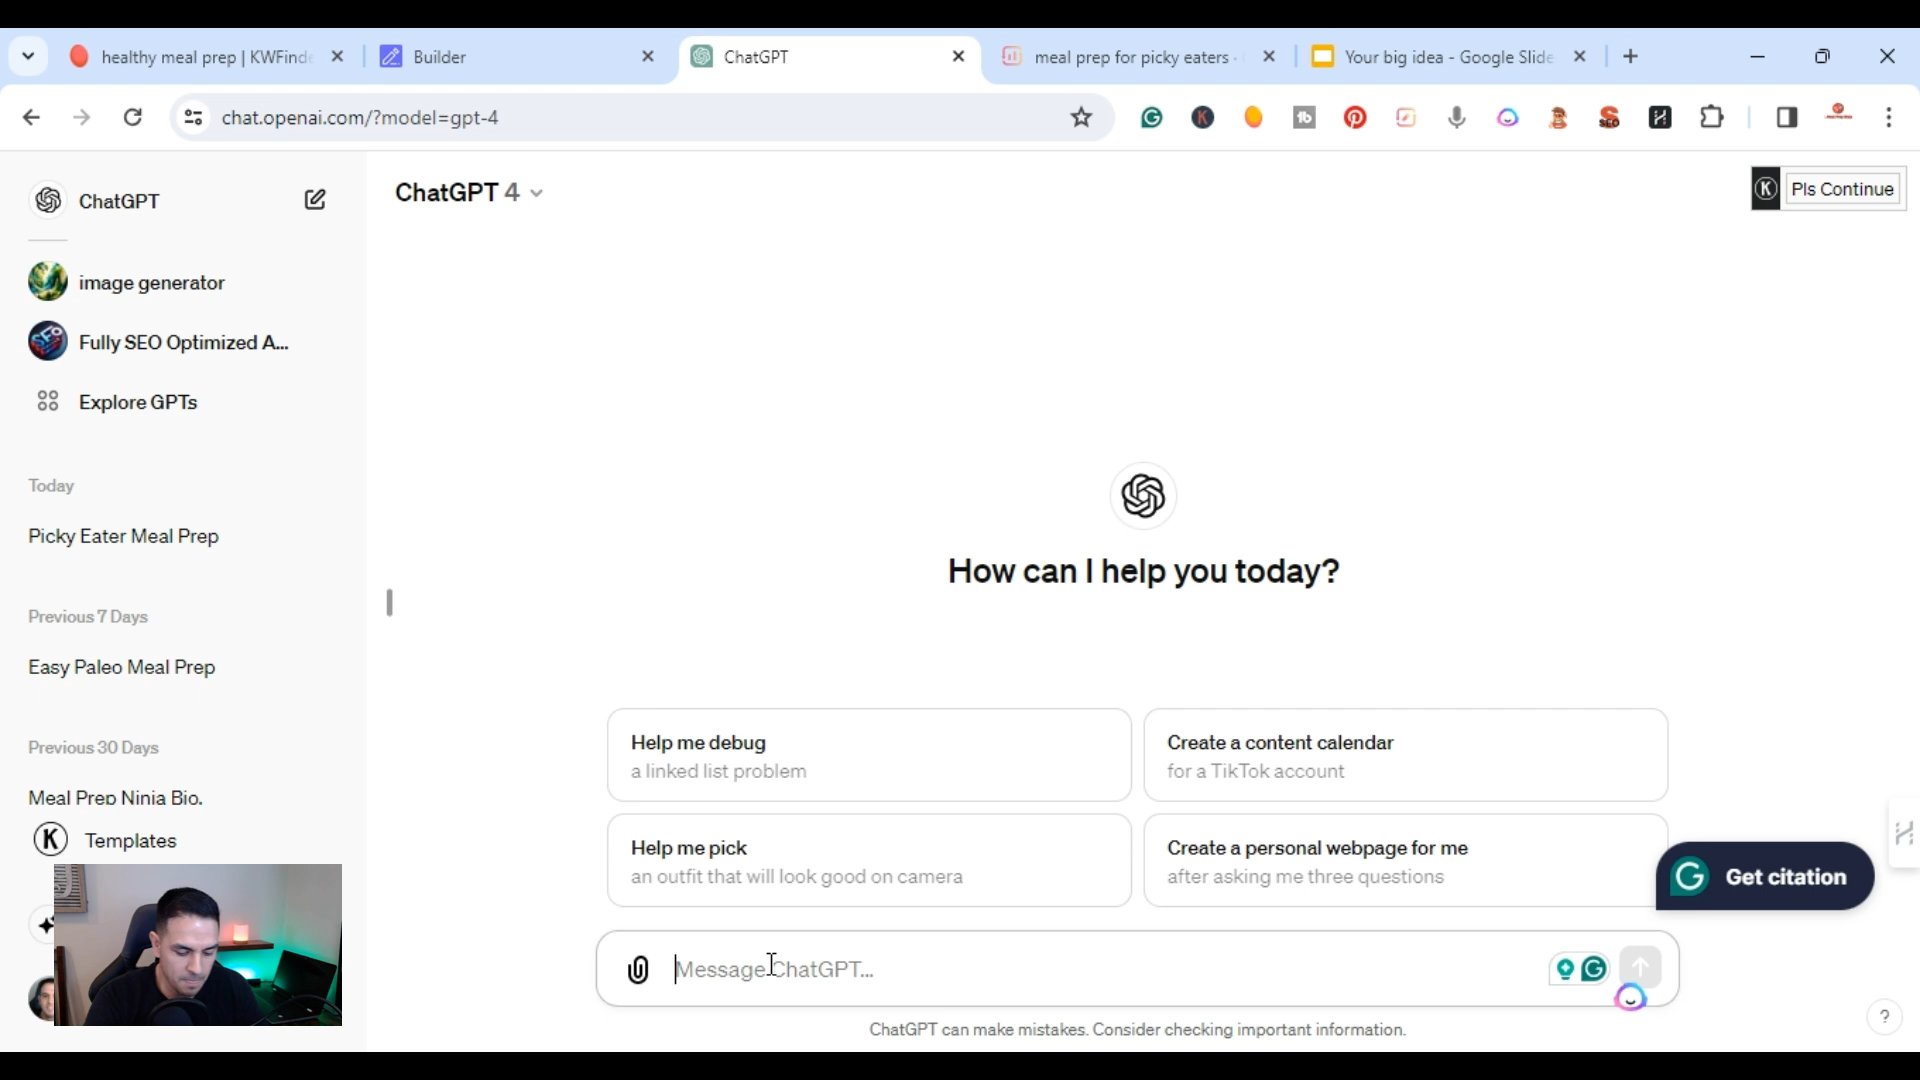 healthy meal prep | KWFinde
Builder
ChatGPT
meal prep for picky eaters -
Your big idea - Google Slide
chat.openai.com/?model=gpt-4
ChatGPT
ChatGPT 4
Pls Continue
image generator
Fully SEO Optimized A...
Explore GPTs
Today
Picky Eater Meal Prep
Previous 7 Days
Easy Paleo Meal Prep
Previous 30 Days
Meal Prep Ninja Bio.
Templates
How can I help you today?
Help me debug
a linked list problem
Create a content calendar
for a TikTok account
Help me pick
an outfit that will look good on camera
Create a personal webpage for me
after asking me three questions
Get citation
Message ChatGPT...
ChatGPT can make mistakes. Consider checking important information.
?